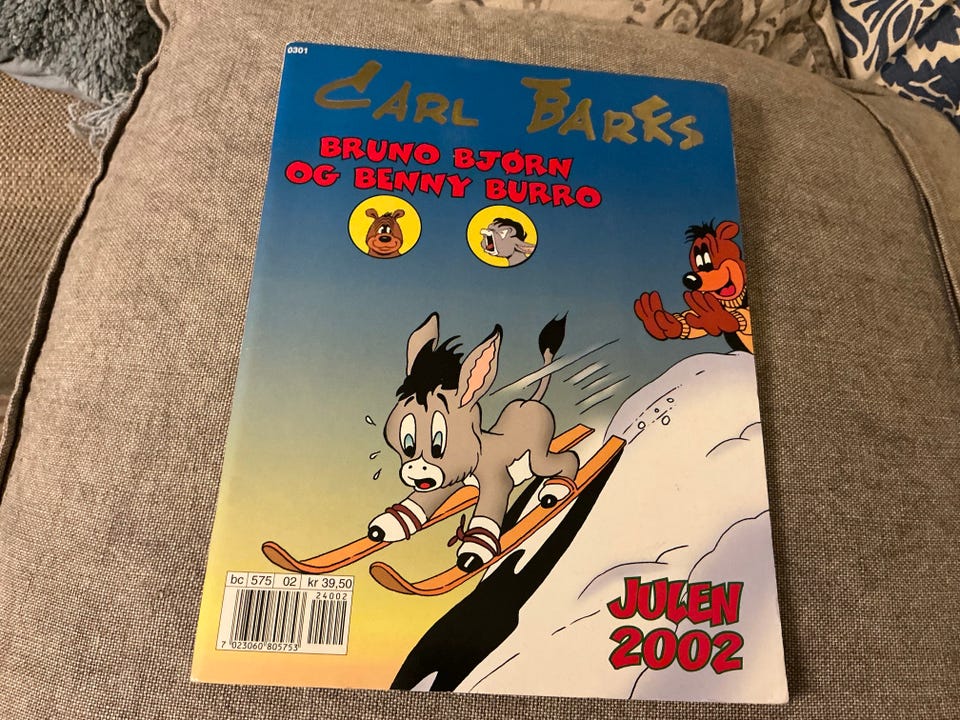 0301
CARL BARKS
BRUNO BJØRN
OG BENNY BURRO
bc 575 02 kr 39,50
24002
7 023060 805753
JULEN
2002